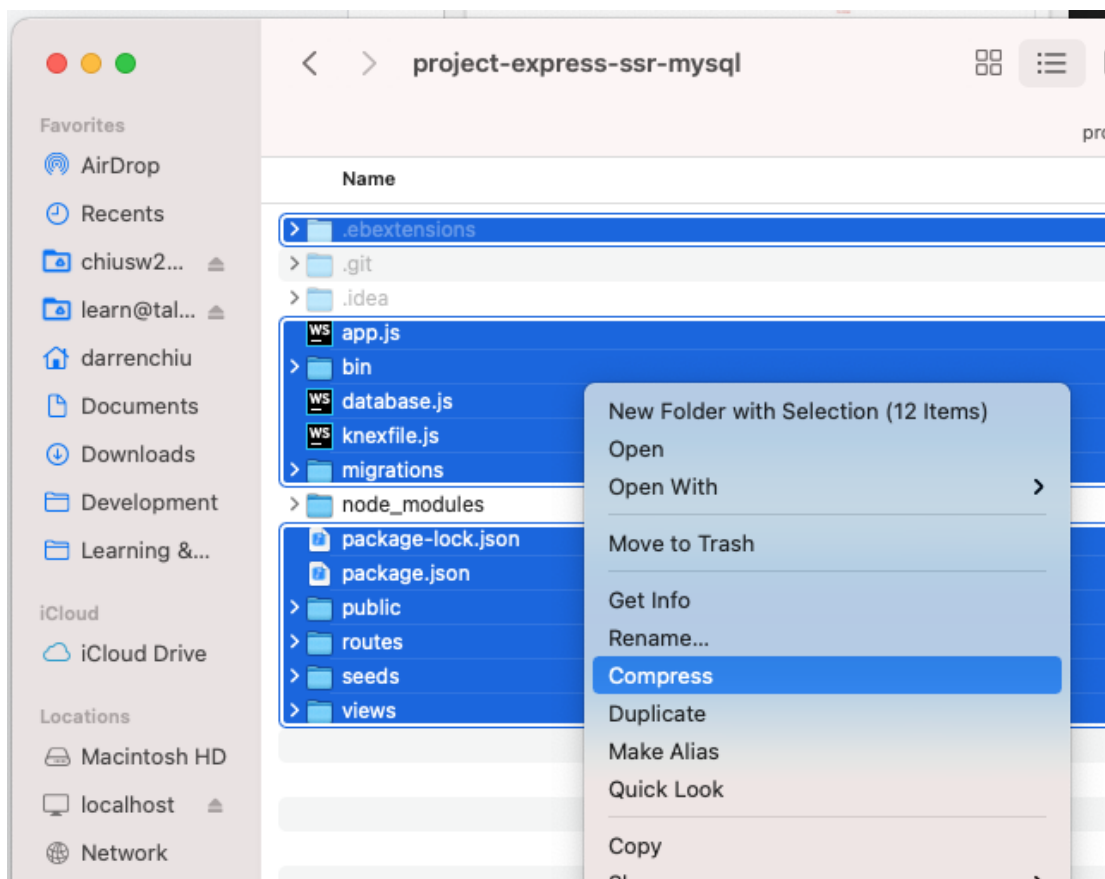 project-express-ssr-mysql
Favorites
AirDrop
Recents
chiusw2...
learn@tal...
darrenchiu
Documents
Downloads
Development
Learning &...
iCloud
iCloud Drive
Locations
Macintosh HD
localhost
Network
Name
.ebextensions
.git
.idea
WS app.js
bin
WS database.js
WS knexfile.js
migrations
node_modules
package-lock.json
package.json
public
routes
seeds
views
New Folder with Selection (12 Items)
Open
Open With
Move to Trash
Get Info
Rename...
Compress
Duplicate
Make Alias
Quick Look
Copy